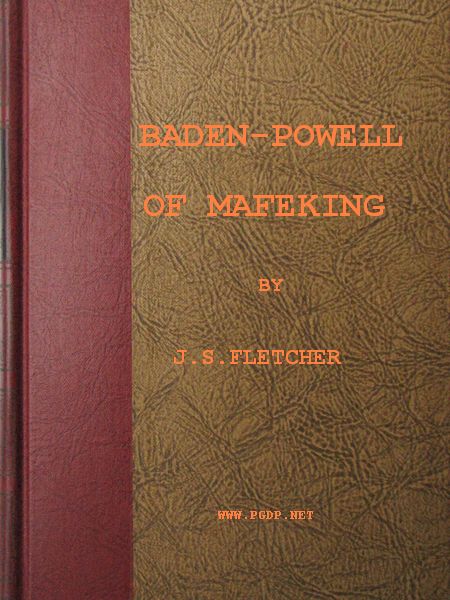 BADEN-POWELL
OF MAFEKING
BY
J.S.FLETCHER
WWW.PGDP.NET